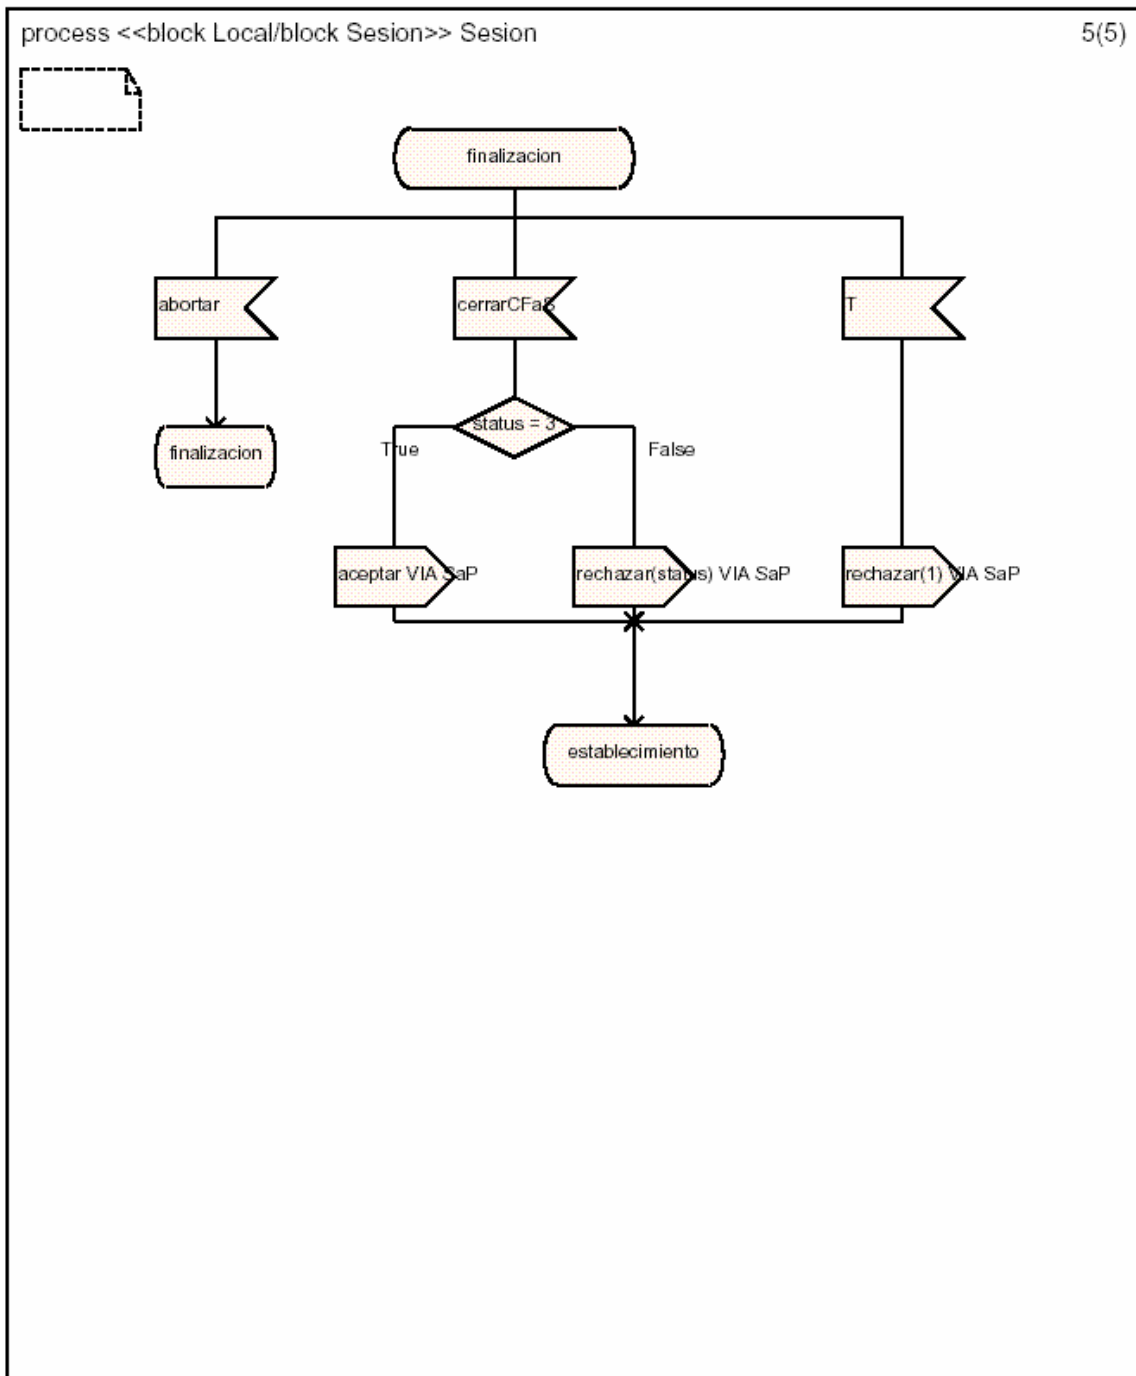 process <<block Local/block Sesion>> Sesion
5(5)
finalizacion
abortar
cerrarCFaS
T
status = 3
True
False
finalizacion
aceptar VIA SaP
rechazar(status) VIA SaP
rechazar(1) VIA SaP
establecimiento